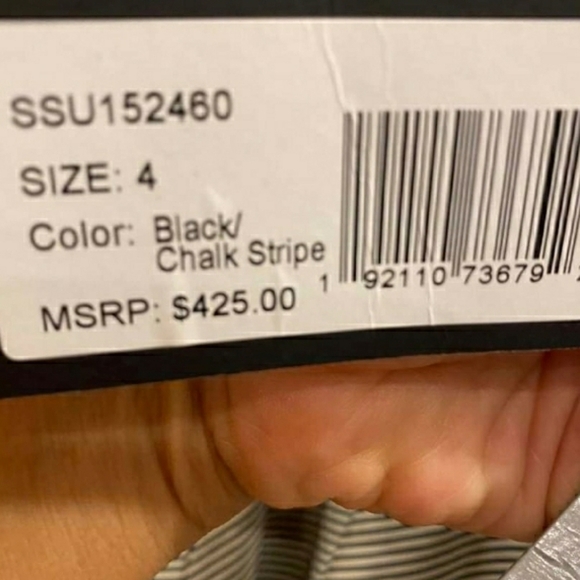 SSU152460
SIZE: 4
Color: Black/
Chalk Stripe
MSRP: $425.00
1 92110 73679